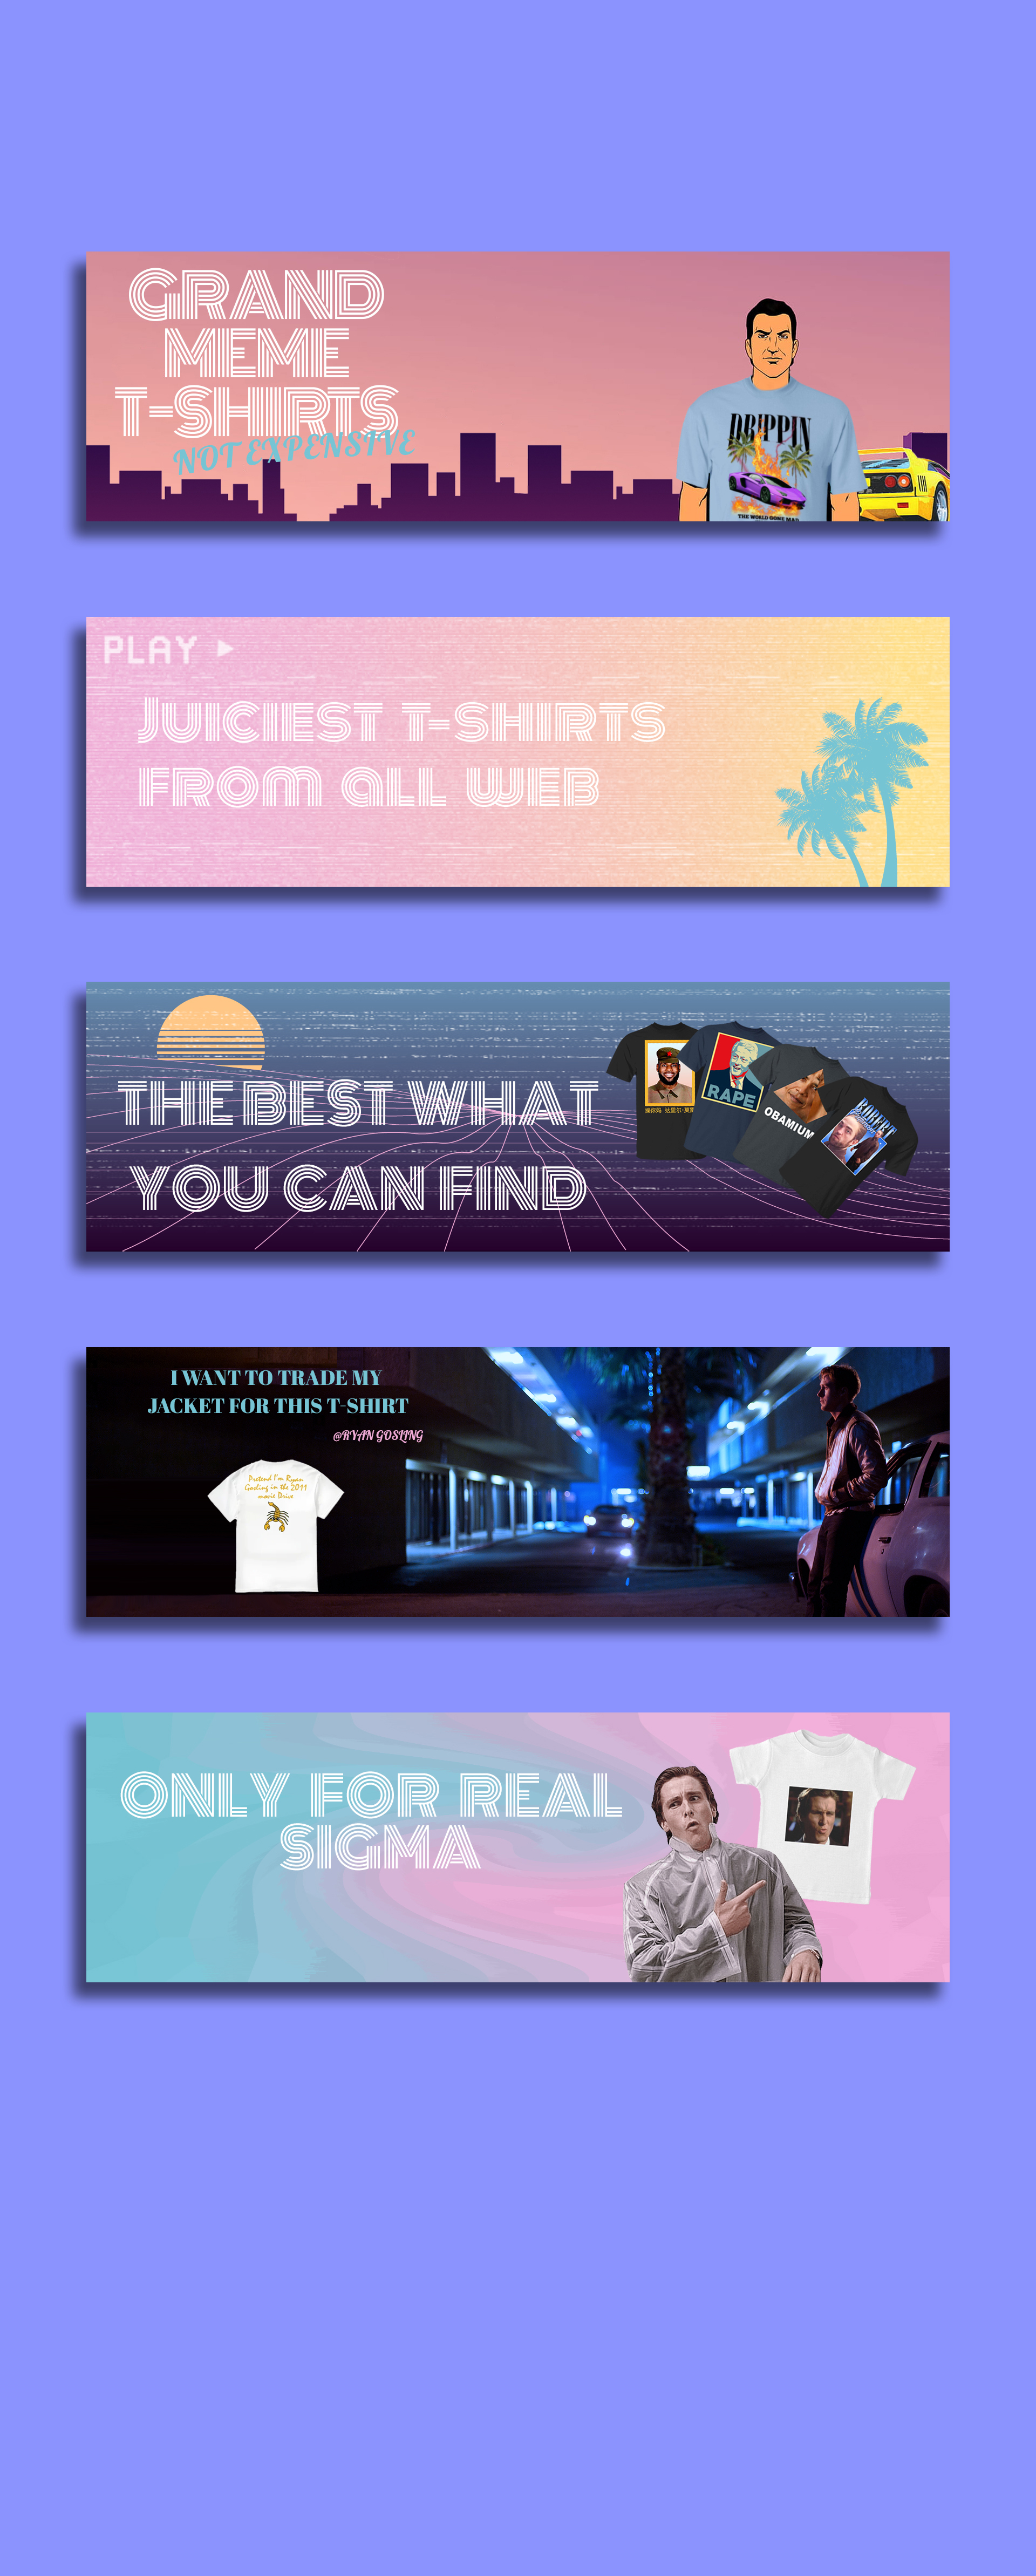 GRAND
MEME
T-SHIRTS
NOT EXPENSIVE
DRIPPIN
THE WORLD GONE MAD
PLAY
JUICIEST T-SHIRTS
FROM ALL WEB
THE BEST WHAT
YOU CAN FIND
RAPE
OBAMIUM
ROBERT
I WANT TO TRADE MY
JACKET FOR THIS T-SHIRT
@RYAN GOSLING
Pretend I'm Ryan
Gosling in the 2011
movie Drive
ONLY FOR REAL
SIGMA